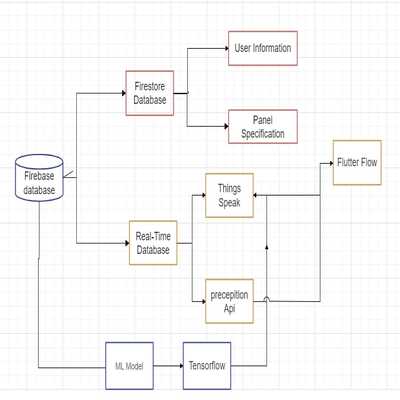 User Information
Firestore
Database
Panel
Specification
Flutter Flow
Firebase
database
Things
Speak
Real-Time
Database
precepition
Api
ML Model
Tensorflow